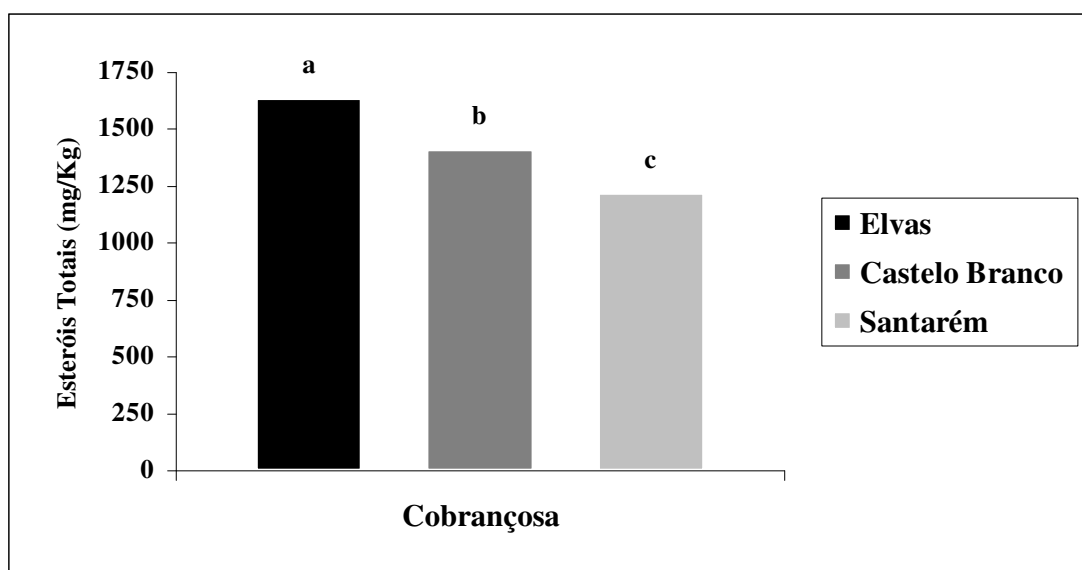 Esteróis Totais (mg/Kg)
1750
1500
1250
1000
750
500
250
0
a
b
c
Cobrançosa
Elvas
Castelo Branco
Santarém